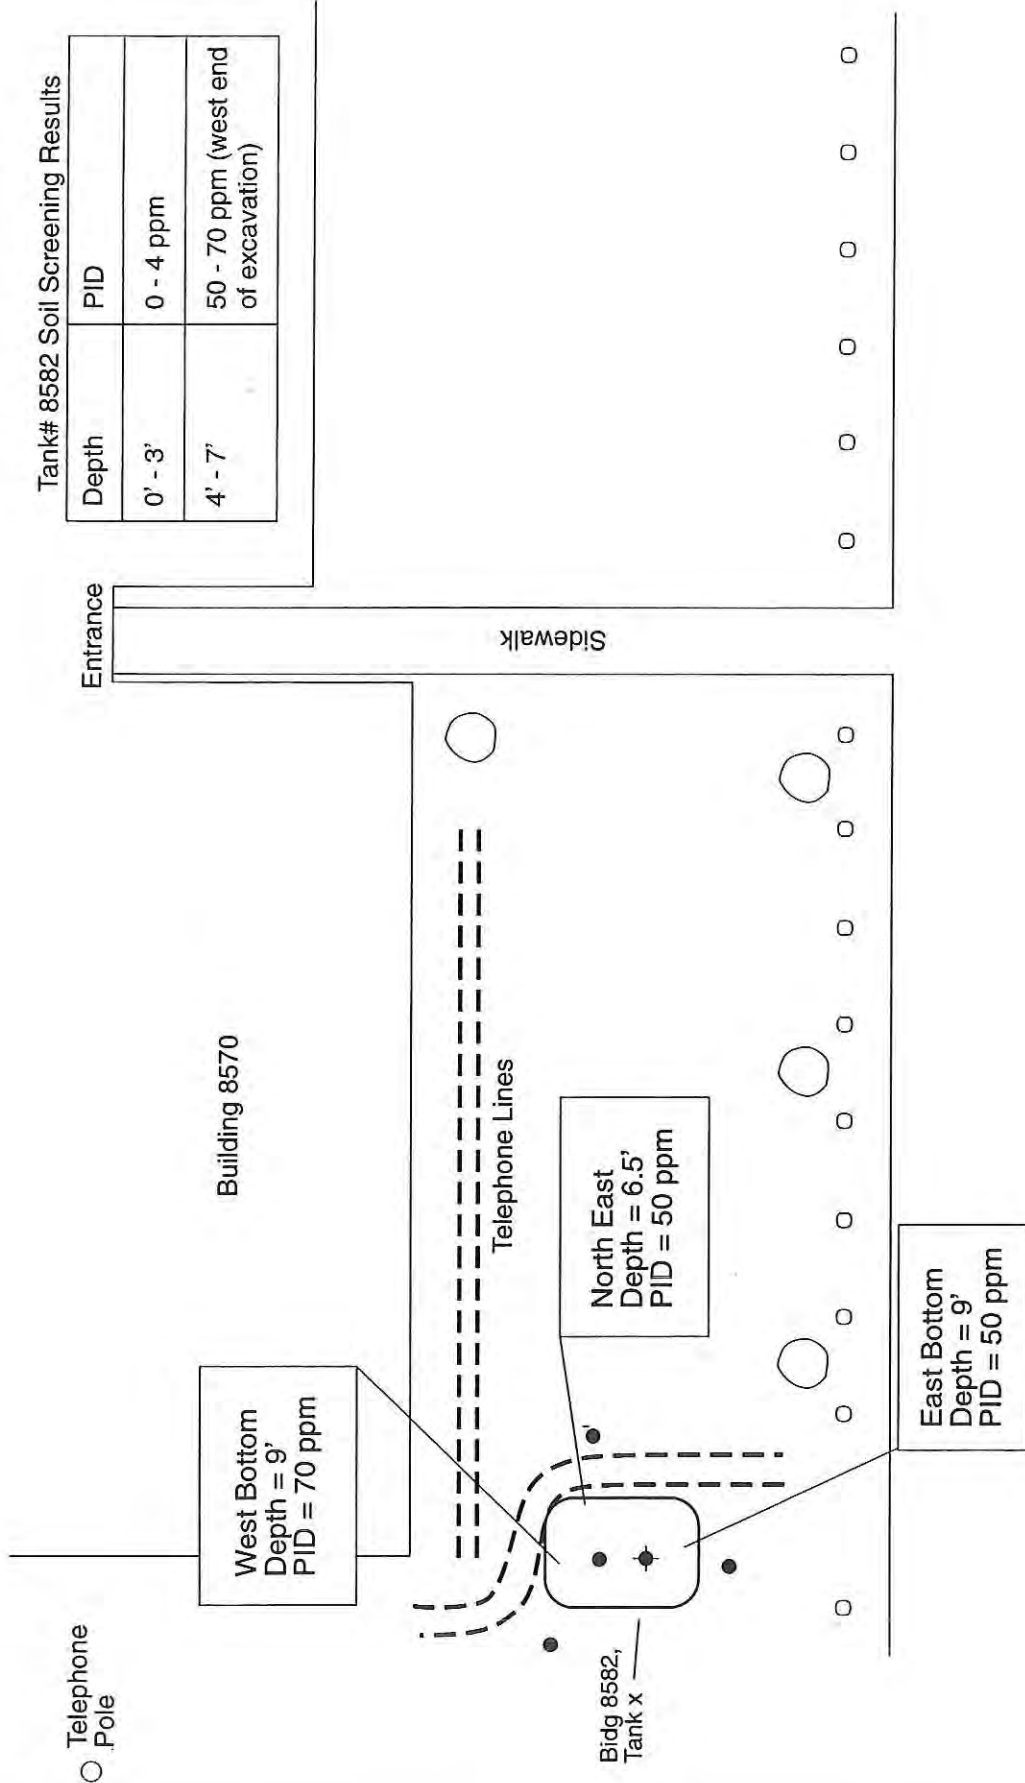 Telephone
Pole
Building 8570
Entrance
Tank# 8582 Soil Screening Results
Depth PID
0' - 3' 0 - 4 ppm
4' - 7' 50 - 70 ppm (west end
of excavation)
West Bottom
Depth = 9'
PID = 70 ppm
Telephone Lines
Sidewalk
North East
Depth = 6.5'
PID = 50 ppm
Bidg 8582,
Tank x
East Bottom
Depth = 9'
PID = 50 ppm